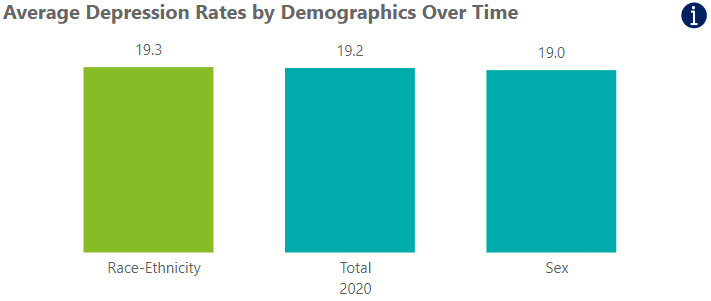 Average Depression Rates by Demographics Over Time
i
19.3
19.2
19.0
Race-Ethnicity
Total
Sex
2020